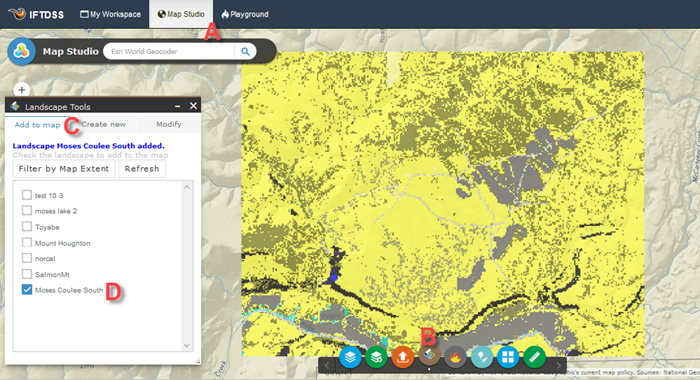 IFTDSS My Workspace Map Studio Playground
A
Map Studio Esri World Geocoder
+
Landscape Tools
Add to map C Create new Modify
Landscape Moses Coulee South added.
Check the landscape to add to the map
Filter by Map Extent Refresh
test 10 3
moses lake 2
Toyabe
Mount Houghton
norcal
SalmonMt
Moses Coulee South D
B
Creek
1mi
's current map policy. Sources: National Geo